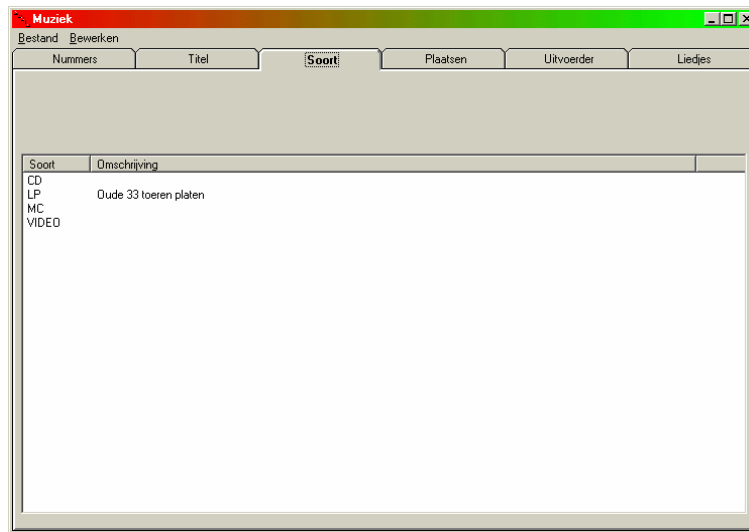 Muziek
Bestand Bewerken
Nummers Titel Soort Plaatsen Uitvoerder Liedjes
Soort Omschrijving
CD
LP Oude 33 toeren platen
MC
VIDEO